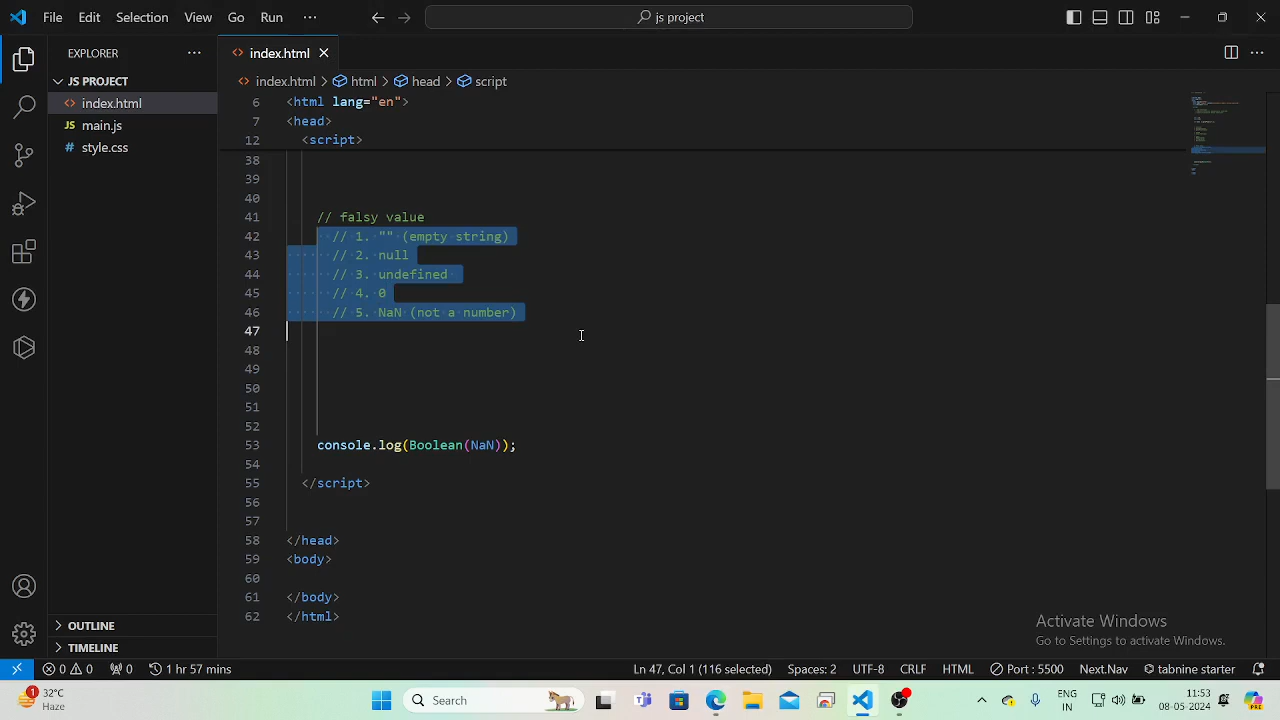 File Edit Selection View Go Run ··· js project
EXPLORER ··· index.html
JS PROJECT
index.html > html > head > script
index.html
JS main.js
# style.css
6 <html lang="en">
7 <head>
12 <script>
38
39
40
41 // falsy value
42 // 1. "" (empty string)
43 // 2. null
44 // 3. undefined
45 // 4. 0
46 // 5. NaN (not a number)
47
48
49
50
51
52
53 console.log(Boolean(NaN));
54
55 </script>
56
57
58 </head>
59 <body>
60
61 </body>
62 </html>
OUTLINE
TIMELINE
Activate Windows
Go to Settings to activate Windows.
0 0 0 1 hr 57 mins Ln 47, Col 1 (116 selected) Spaces: 2 UTF-8 CRLF HTML Port : 5500 Next.Nav tabnine starter
1 32°C
Haze
Search
ENG
IN
11:53
08-05-2024
PRE